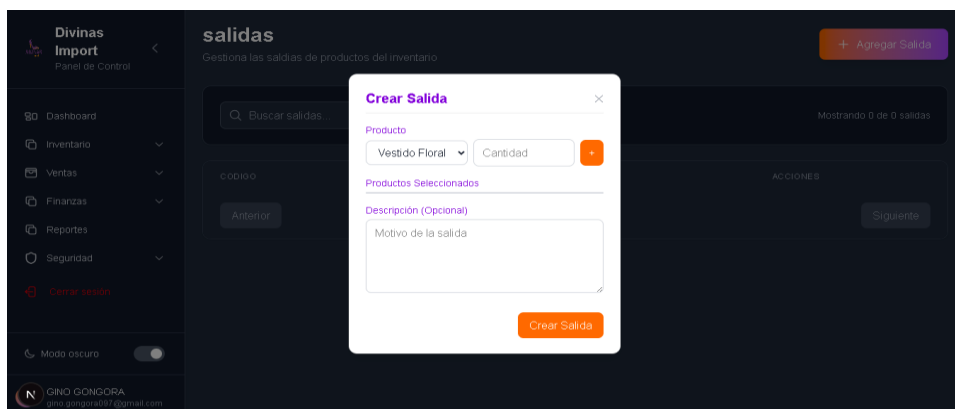 Divinas
Import
Panel de Control
Dashboard
Inventario
Ventas
Finanzas
Reportes
Seguridad
Cerrar sesión
Modo oscuro
N
GINO GONGORA
gino.gongora097@gmail.com
salidas
Gestiona las saldias de productos del inventario
+ Agregar Salida
Buscar salidas...
Mostrando 0 de 0 salidas
CODIGO
ACCIONES
Anterior
Siguiente
Crear Salida
Producto
Vestido Floral
Cantidad
+
Productos Seleccionados
Descripción (Opcional)
Motivo de la salida
Crear Salida